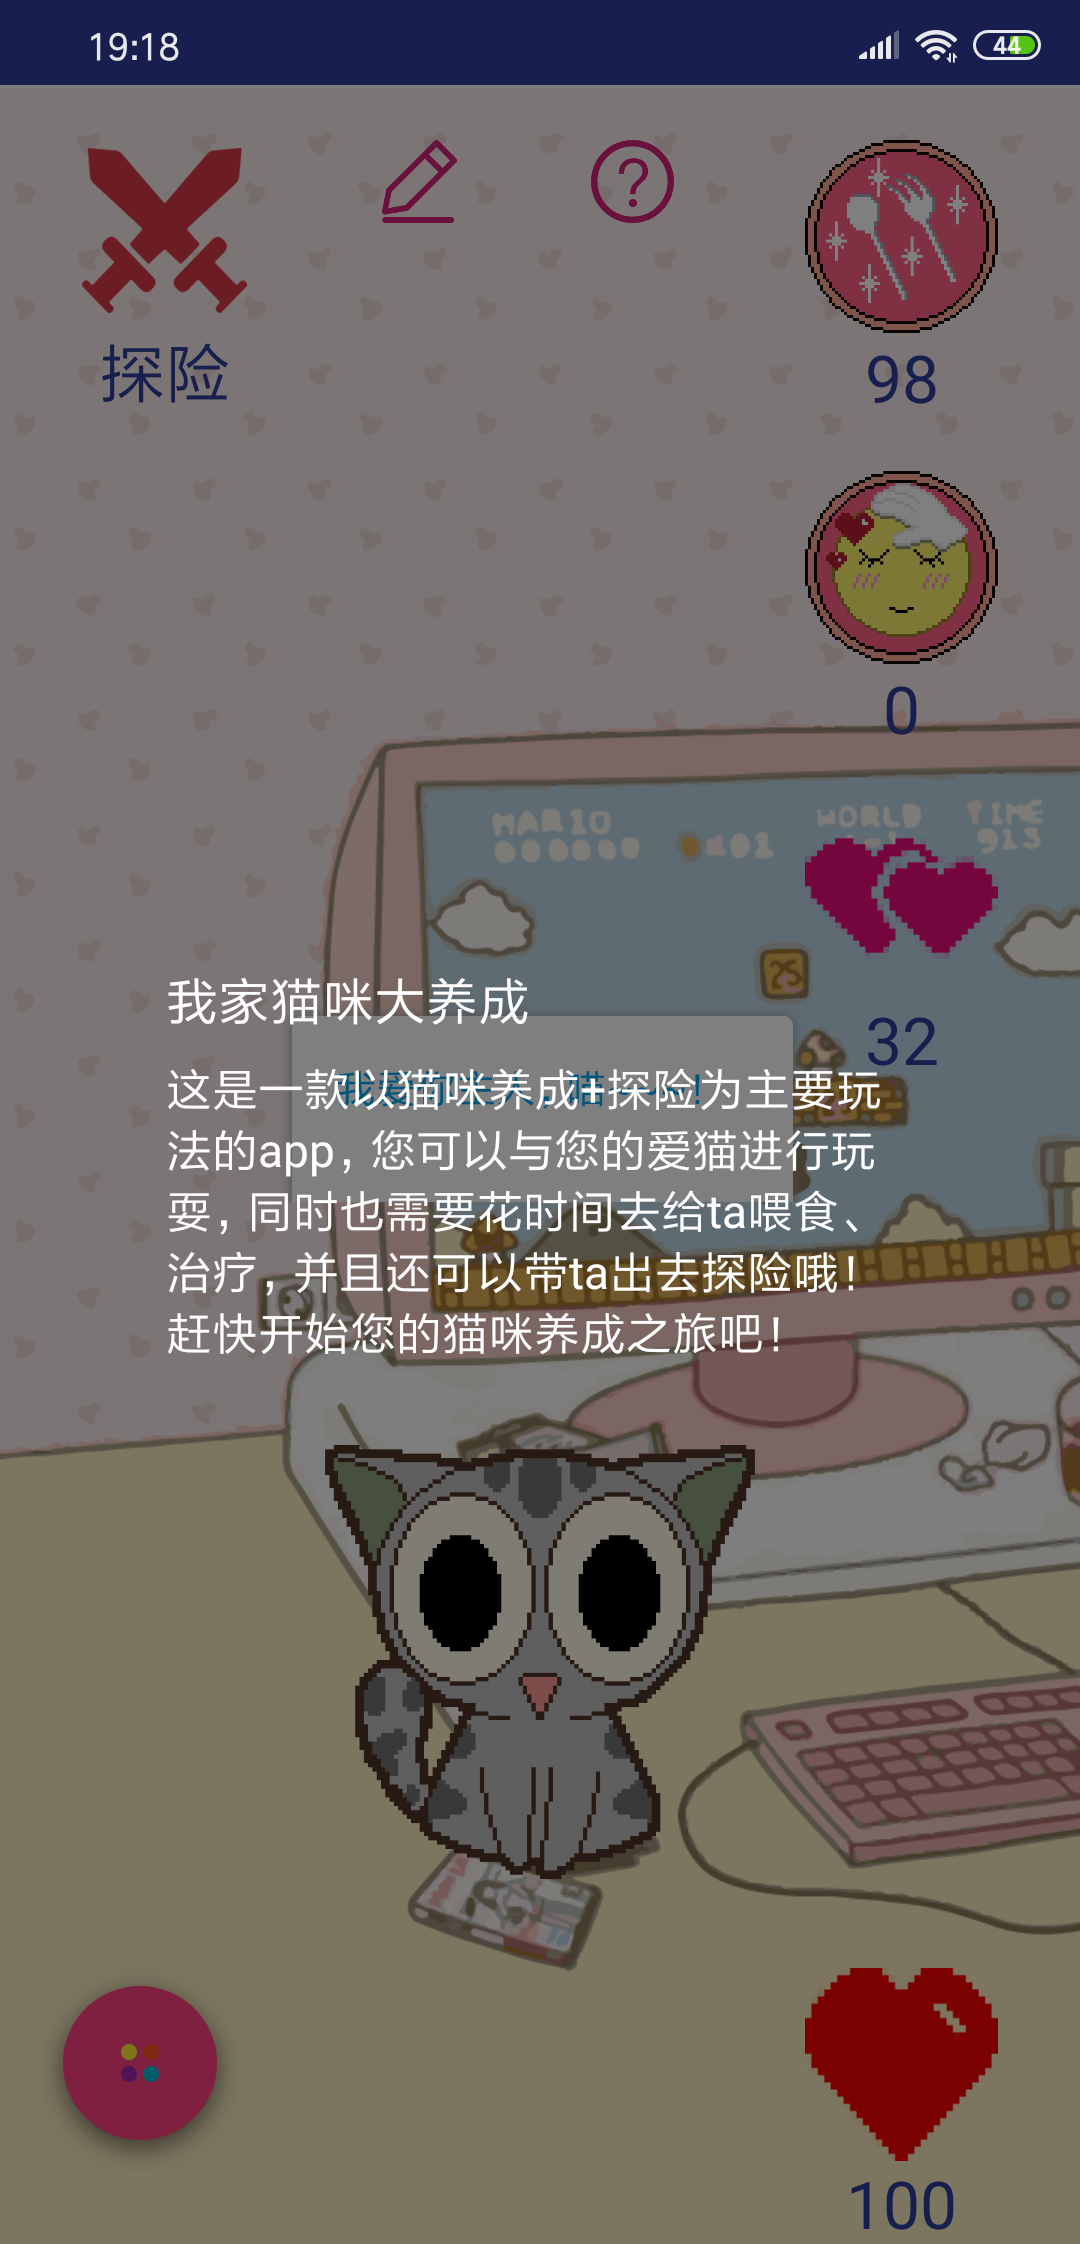 19:18
44
探险
98
0
MARIO
WORLD
TIME
000000
101
913
32
我家猫咪大养成
这是一款以猫咪养成+探险为主要玩
法的app，您可以与您的爱猫进行玩
耍，同时也需要花时间去给ta喂食、
治疗，并且还可以带ta出去探险哦！
赶快开始您的猫咪养成之旅吧！
100